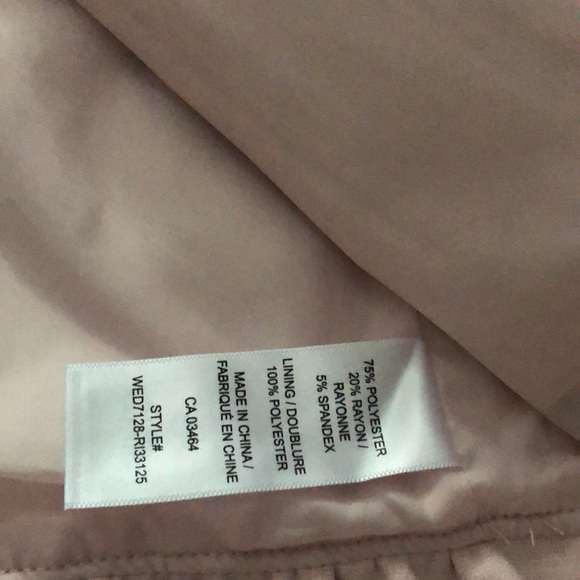 75% POLYESTER
20% RAYON /
RAYONNE
5% SPANDEX
LINING / DOUBLURE
100% POLYESTER
MADE IN CHINA /
FABRIQUÉ EN CHINE
CA 03464
STYLE#
WED7128-RI33125